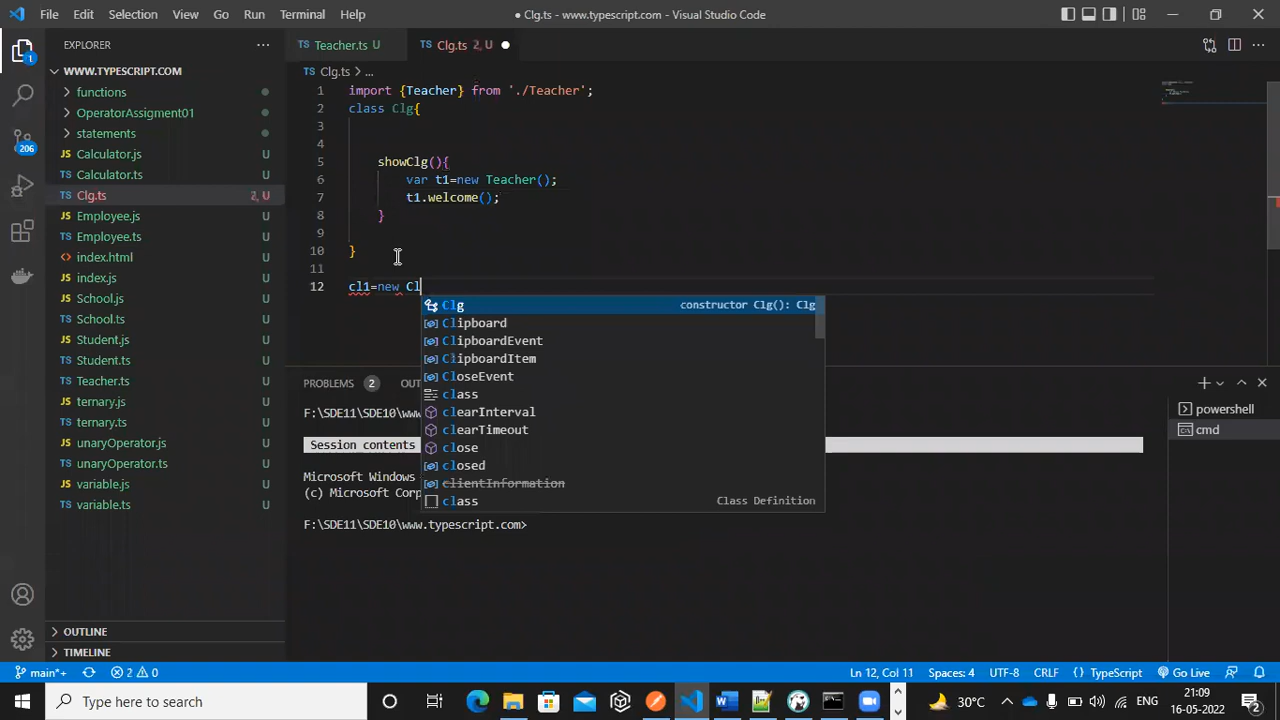 File Edit Selection View Go Run Terminal Help
● Clg.ts - www.typescript.com - Visual Studio Code
EXPLORER
Teacher.ts U
Clg.ts 2, U
WWW.TYPESCRIPT.COM
Clg.ts > ...
functions
OperatorAssigment01
statements
Calculator.js U
Calculator.ts U
Clg.ts 2, U
Employee.js U
Employee.ts U
index.html U
index.js U
School.js U
School.ts U
Student.js U
Student.ts U
Teacher.ts U
ternary.js U
ternary.ts U
unaryOperator.js U
unaryOperator.ts U
variable.js U
variable.ts U
OUTLINE
TIMELINE
1 import {Teacher} from './Teacher';
2 class Clg{
3
4
5 showClg(){
6 var t1=new Teacher();
7 t1.welcome();
8 }
9
10 }
11
12 cl1=new Cl
Clg constructor Clg(): Clg
Clipboard
ClipboardEvent
ClipboardItem
CloseEvent
class
clearInterval
clearTimeout
close
closed
clientInformation
class Class Definition
PROBLEMS 2 OU
F:\SDE11\SDE10\www
Session contents
Microsoft Windows
(c) Microsoft Corp
F:\SDE11\SDE10\www.typescript.com>
powershell
cmd
1
206
main*+ 2 0
Ln 12, Col 11 Spaces: 4 UTF-8 CRLF {} TypeScript Go Live
Type here to search
30°C ENG 21:09
16-05-2022 2